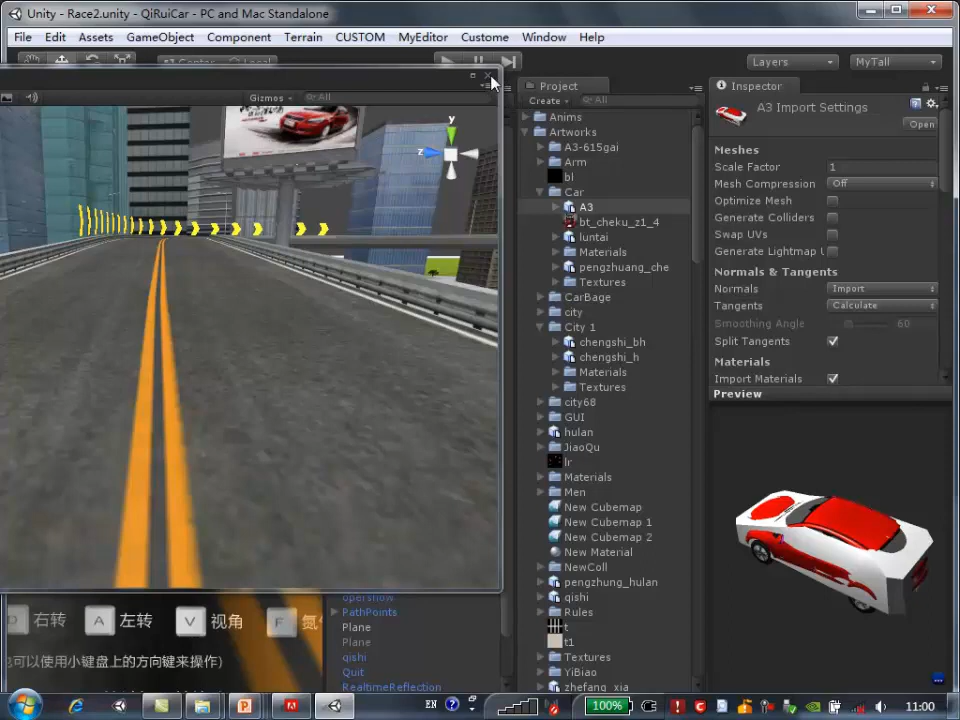 Unity - Race2.unity - QiRuiCar - PC and Mac Standalone
File Edit Assets GameObject Component Terrain CUSTOM MyEditor Custome Window Help
Center Local
Layers MyTall
Gizmos All
y
z
Project
Create All
Anims
Artworks
A3-615gai
Arm
bl
Car
A3
bt_cheku_z1_4
luntai
Materials
pengzhuang_che
Textures
CarBage
city
City 1
chengshi_bh
chengshi_h
Materials
Textures
city68
GUI
hulan
JiaoQu
lr
Materials
Men
New Cubemap
New Cubemap 1
New Cubemap 2
New Material
NewColl
pengzhung_hulan
qishi
Rules
t
t1
Textures
YiBiao
zhefang_xia
Inspector
A3 Import Settings
Open
Meshes
Scale Factor 1
Mesh Compression Off
Optimize Mesh
Generate Colliders
Swap UVs
Generate Lightmap U
Normals & Tangents
Normals Import
Tangents Calculate
Smoothing Angle 60
Split Tangents
Materials
Import Materials
Preview
右转 A 左转 V 视角 F
可以使用小键盘上的方向键来操作)
opershow
PathPoints
Plane
Plane
qishi
Quit
RealtimeReflection
EN 100% 11:00